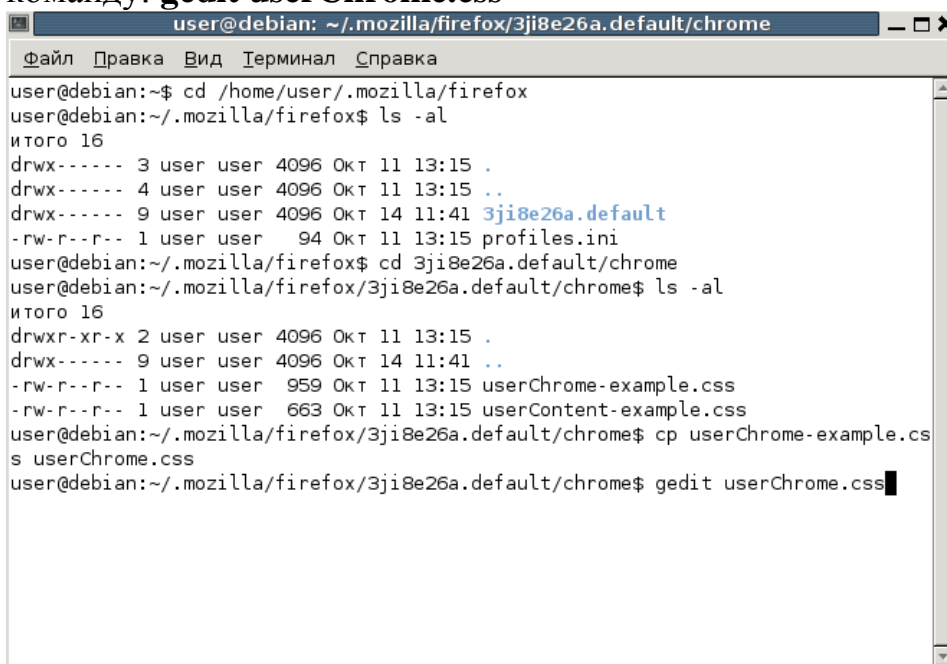 команду: gedit userChrome.css
user@debian: ~/.mozilla/firefox/3ji8e26a.default/chrome
Файл Правка Вид Терминал Справка
user@debian:~$ cd /home/user/.mozilla/firefox
user@debian:~/.mozilla/firefox$ ls -al
итого 16
drwx------ 3 user user 4096 Окт 11 13:15 .
drwx------ 4 user user 4096 Окт 11 13:15 ..
drwx------ 9 user user 4096 Окт 14 11:41 3ji8e26a.default
-rw-r--r-- 1 user user   94 Окт 11 13:15 profiles.ini
user@debian:~/.mozilla/firefox$ cd 3ji8e26a.default/chrome
user@debian:~/.mozilla/firefox/3ji8e26a.default/chrome$ ls -al
итого 16
drwxr-xr-x 2 user user 4096 Окт 11 13:15 .
drwx------ 9 user user 4096 Окт 14 11:41 ..
-rw-r--r-- 1 user user  959 Окт 11 13:15 userChrome-example.css
-rw-r--r-- 1 user user  663 Окт 11 13:15 userContent-example.css
user@debian:~/.mozilla/firefox/3ji8e26a.default/chrome$ cp userChrome-example.cs
s userChrome.css
user@debian:~/.mozilla/firefox/3ji8e26a.default/chrome$ gedit userChrome.css